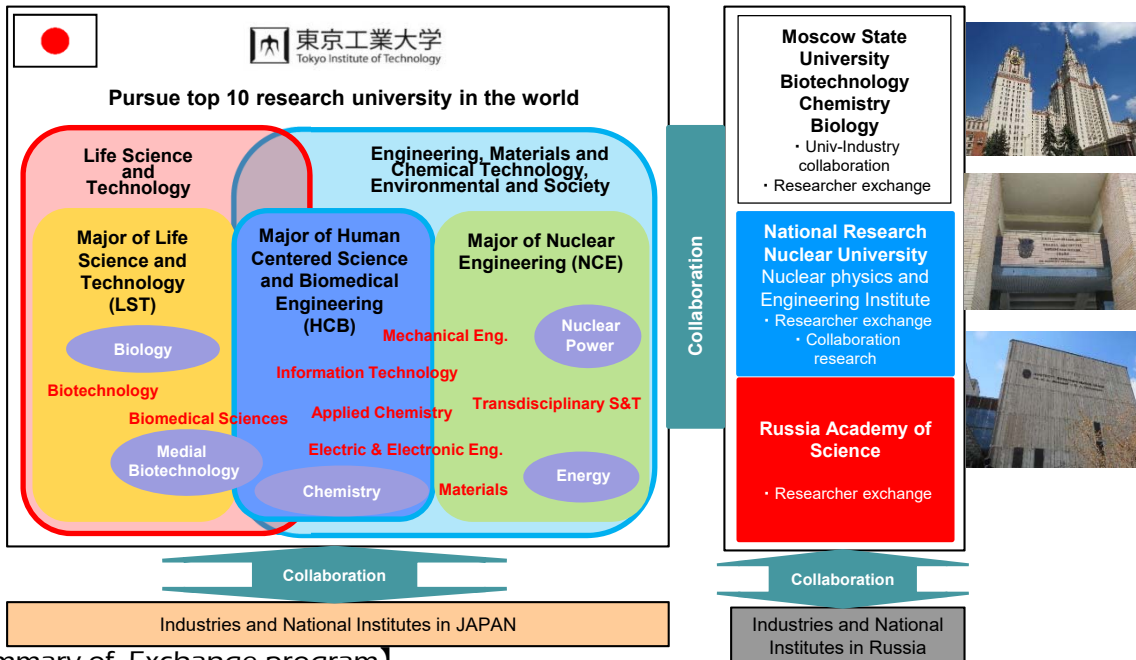 東京工業大学
Tokyo Institute of Technology
Pursue top 10 research university in the world
Life Science
and
Technology
Engineering, Materials and
Chemical Technology,
Environmental and Society
Major of Life
Science and
Technology
(LST)
Major of Human
Centered Science
and Biomedical
Engineering
(HCB)
Major of Nuclear
Engineering (NCE)
Biology
Biotechnology
Biomedical Sciences
Medial
Biotechnology
Mechanical Eng.
Information Technology
Applied Chemistry
Electric & Electronic Eng.
Chemistry
Materials
Nuclear
Power
Transdisciplinary S&T
Energy
Collaboration
Industries and National Institutes in JAPAN
Collaboration
Moscow State
University
Biotechnology
Chemistry
Biology
・Univ-Industry
collaboration
・Researcher exchange
National Research
Nuclear University
Nuclear physics and
Engineering Institute
・Researcher exchange
・Collaboration
research
Russia Academy of
Science
・Researcher exchange
Collaboration
Industries and National
Institutes in Russia
mmary of Exchange program】